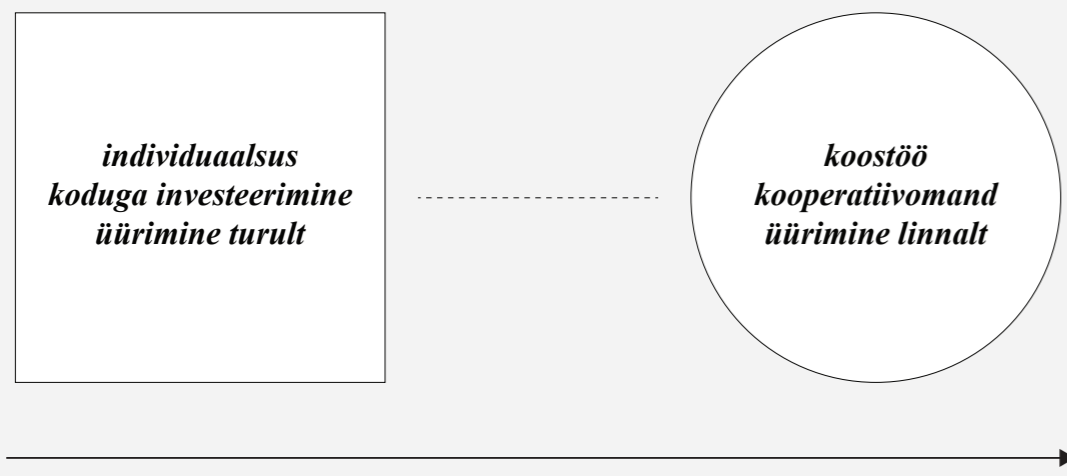 individuaalsus
koduga investeerimine
üürimine turult
koostöö
kooperatiivomand
üürimine linnalt